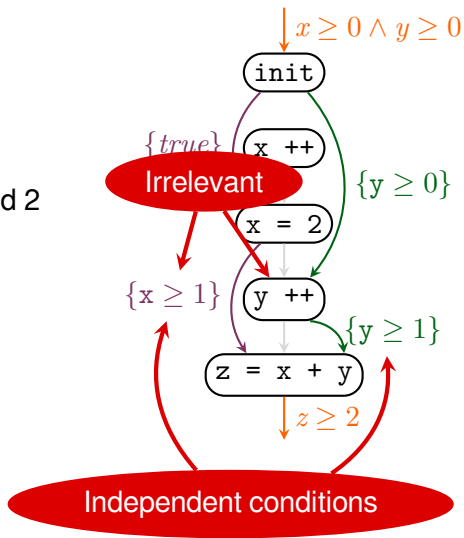 x ≥ 0 ∧ y ≥ 0
init
{true}
x ++
Irrelevant
{y ≥ 0}
d 2
x = 2
{x ≥ 1}
y ++
{y ≥ 1}
z = x + y
z ≥ 2
Independent conditions